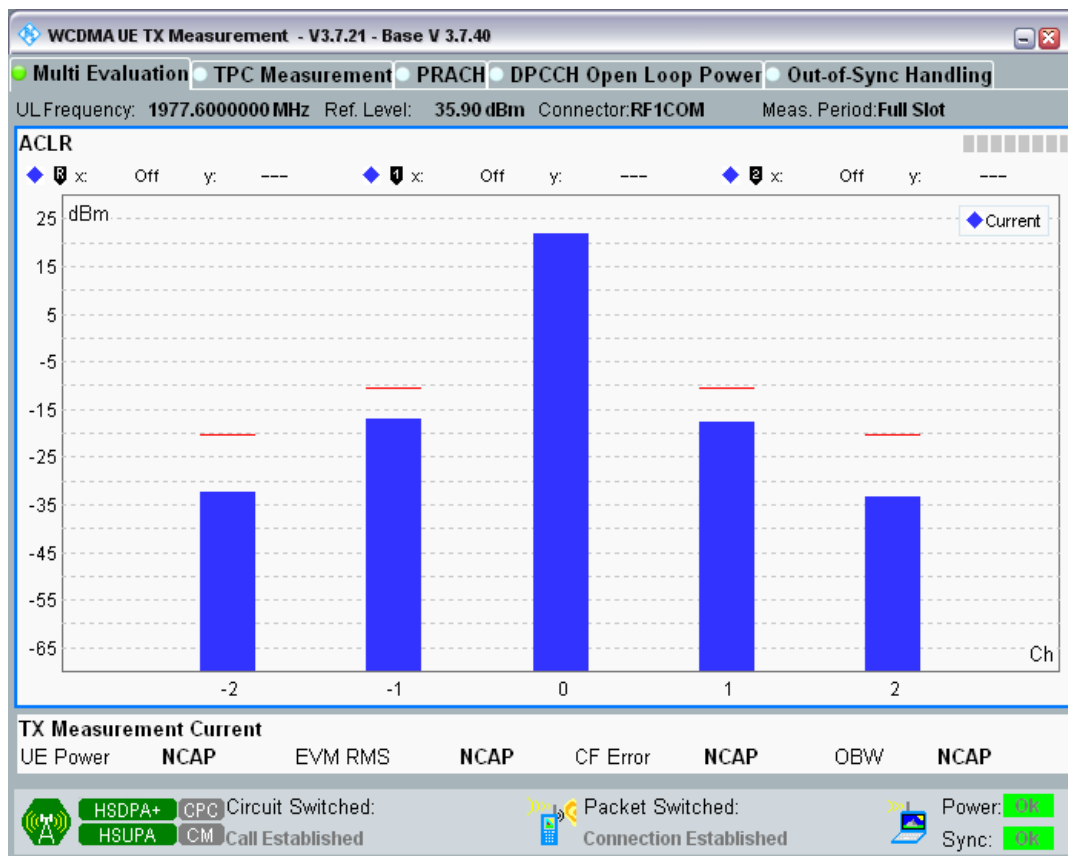 WCDMA UE TX Measurement - V3.7.21 - Base V 3.7.40
Multi Evaluation TPC Measurement PRACH DPCCH Open Loop Power Out-of-Sync Handling
UL Frequency: 1977.6000000 MHz Ref. Level: 35.90 dBm Connector:RF1COM Meas. Period:Full Slot
ACLR
R x: Off y: --- 1 x: Off y: --- 2 x: Off y: ---
dBm
Current
25
15
5
-5
-15
-25
-35
-45
-55
-65
Ch
-2 -1 0 1 2
TX Measurement Current
UE Power NCAP EVM RMS NCAP CF Error NCAP OBW NCAP
HSDPA+ CPC Circuit Switched: Packet Switched: Power: OK
HSUPA CM Call Established Connection Established Sync: OK